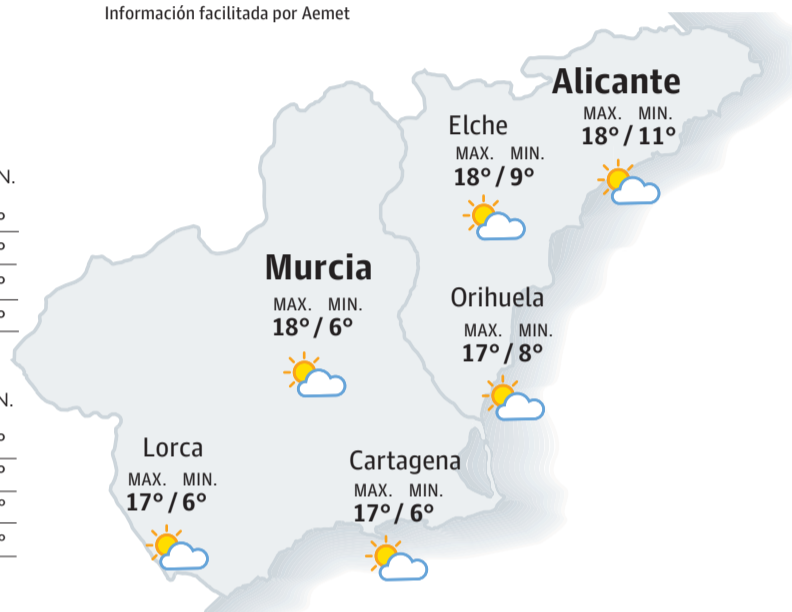 Información facilitada por Aemet
Alicante
MAX. MIN.
18° / 11°
Elche
MAX. MIN.
18° / 9°
Murcia
MAX. MIN.
18° / 6°
Orihuela
MAX. MIN.
17° / 8°
Lorca
MAX. MIN.
17° / 6°
Cartagena
MAX. MIN.
17° / 6°
N.
°
°
°
°
N.
°
°
°
°